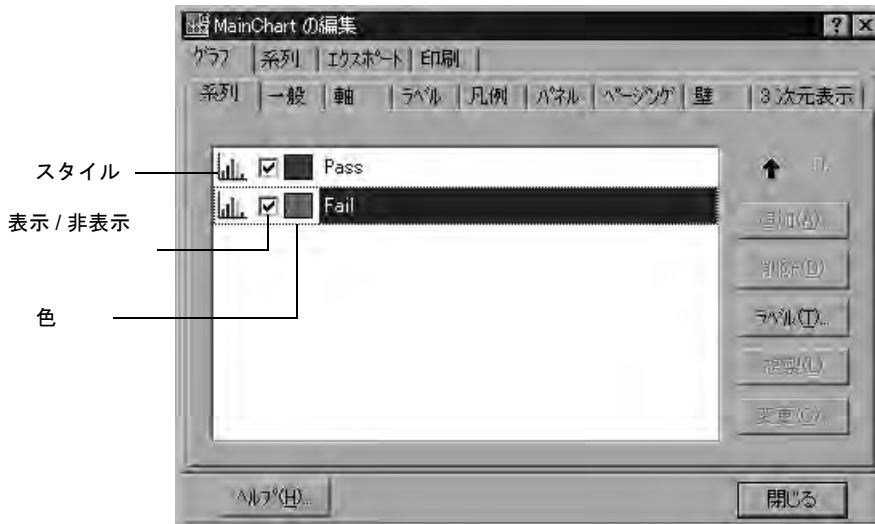 MainChart の編集
グラフ 系列 エクスポート 印刷
系列 一般 軸 ラベル 凡例 パネル ページング 壁 3次元表示
スタイル
Pass
表示 / 非表示
Fail
追加(A)...
削除(D)
色
ラベル(T)...
複製(L)
変更(C)...
ヘルプ(H)...
閉じる